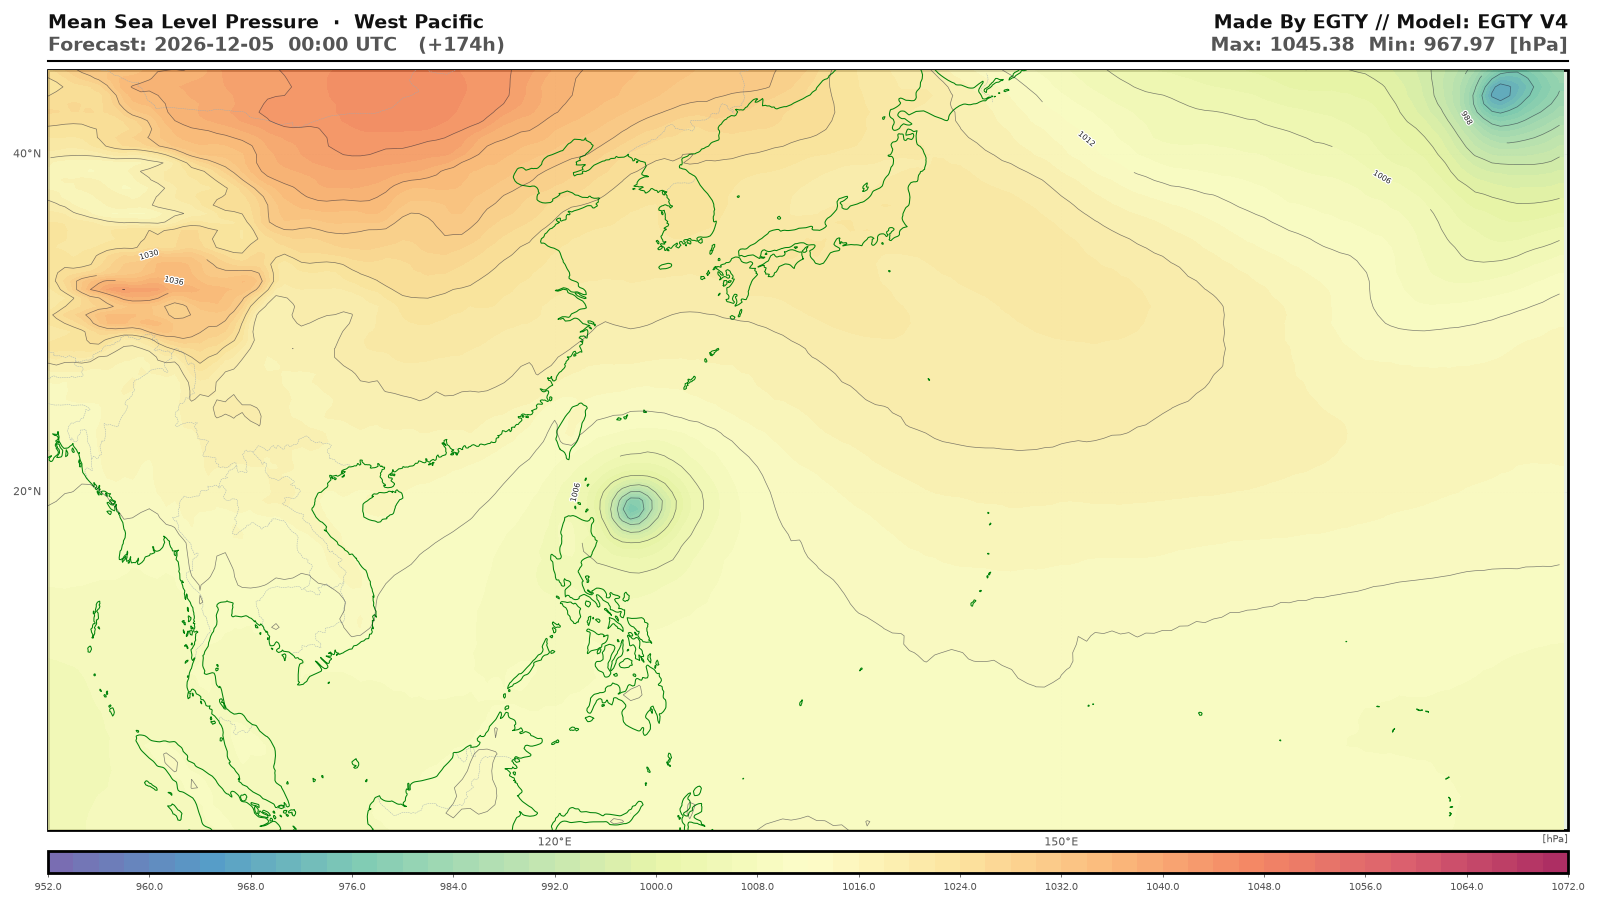 Mean Sea Level Pressure  ·  West Pacific
Made By EGTY // Model: EGTY V4
Forecast: 2026-12-05  00:00 UTC   (+174h)
Max: 1045.38  Min: 967.97  [hPa]
988
1012
40°N
1006
1030
1036
20°N
1006
120°E
150°E
[hPa]
952.0
960.0
968.0
976.0
984.0
992.0
1000.0
1008.0
1016.0
1024.0
1032.0
1040.0
1048.0
1056.0
1064.0
1072.0